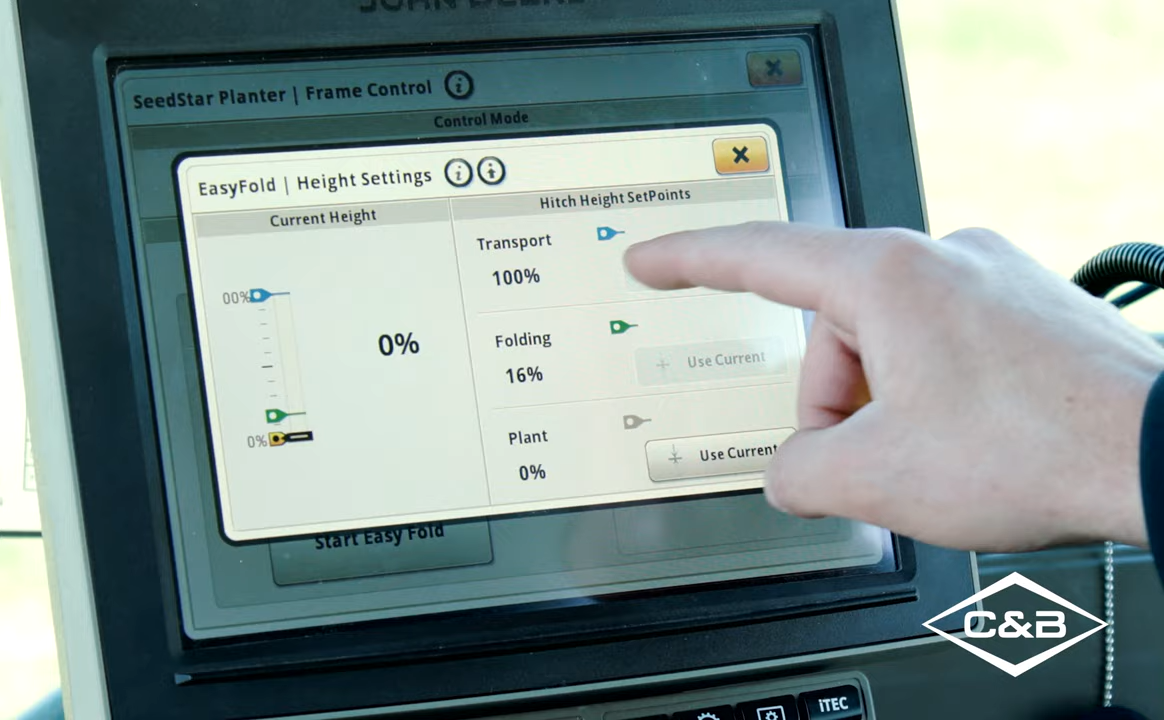 JOHN DEERE
SeedStar Planter | Frame Control
Control Mode
EasyFold | Height Settings
Current Height
Hitch Height SetPoints
Transport
100%
00%
0%
Folding
16%
Use Current
0%
Plant
0%
Use Current
Start Easy Fold
C&B
iTEC